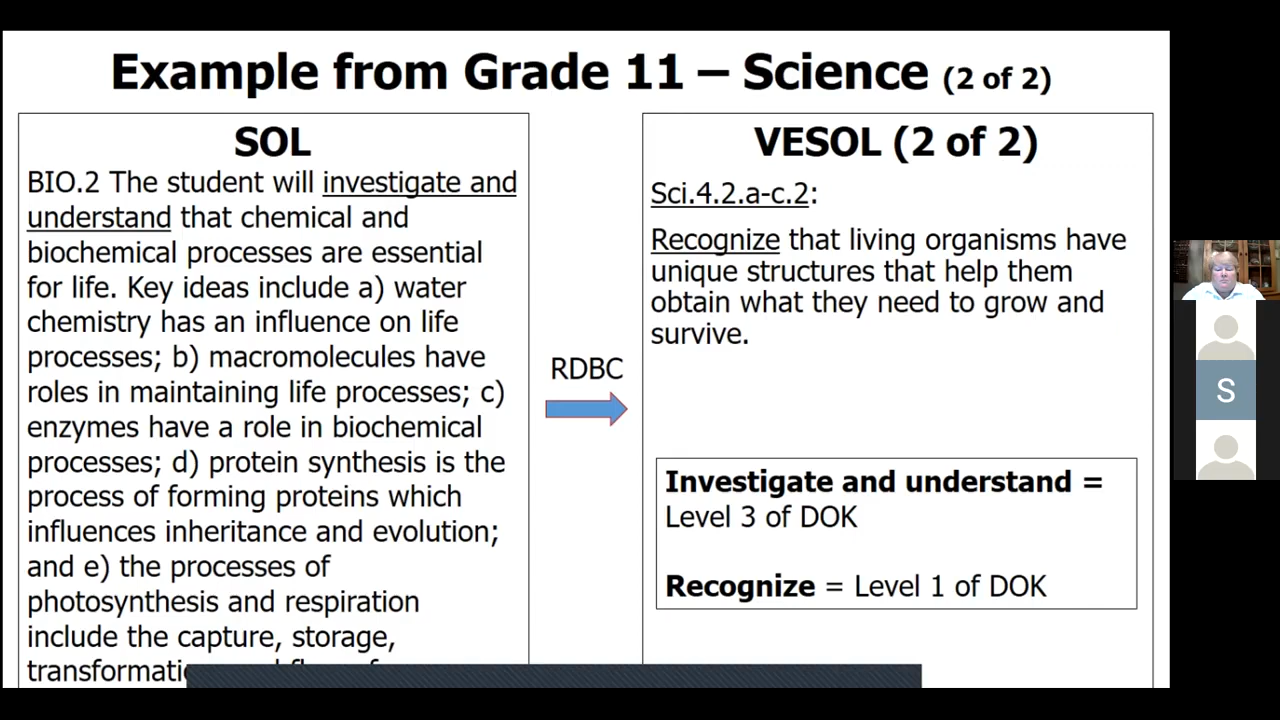 Example from Grade 11 – Science (2 of 2)
SOL
BIO.2 The student will investigate and
understand that chemical and
biochemical processes are essential
for life. Key ideas include a) water
chemistry has an influence on life
processes; b) macromolecules have
roles in maintaining life processes; c)
enzymes have a role in biochemical
processes; d) protein synthesis is the
process of forming proteins which
influences inheritance and evolution;
and e) the processes of
photosynthesis and respiration
include the capture, storage,
RDBC
VESOL (2 of 2)
Sci.4.2.a-c.2:
Recognize that living organisms have
unique structures that help them
obtain what they need to grow and
survive.
Investigate and understand =
Level 3 of DOK
Recognize = Level 1 of DOK
S